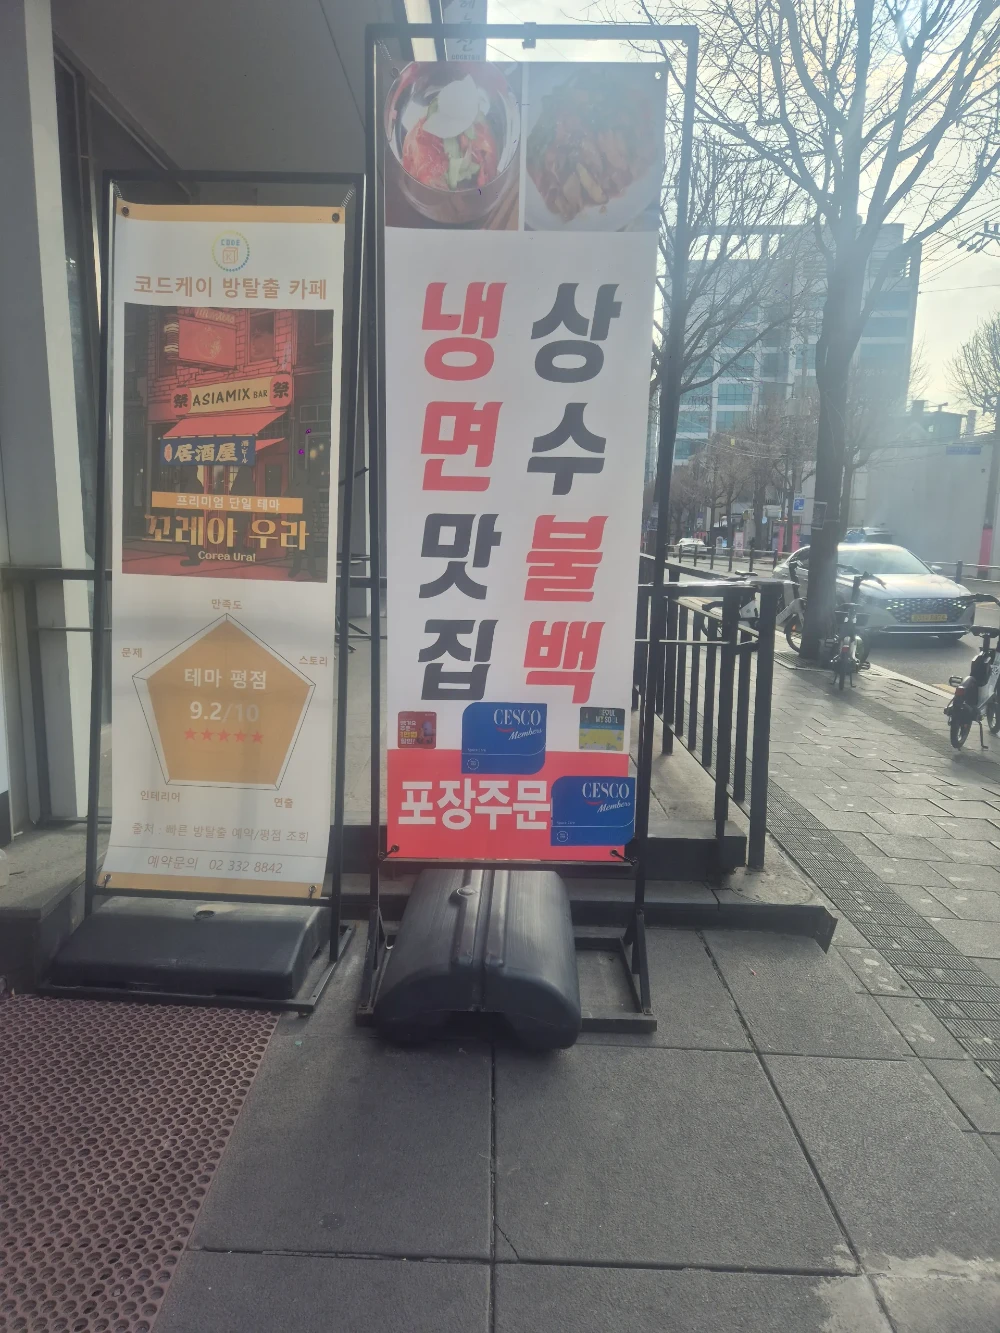 코드케이 방탈출 카페
祭 ASIAMIX BAR 祭
居酒屋
프리미엄 단일 테마
꼬레아 우라
Corea Ura!
만족도
문제
스토리
테마 평점
9.2/10
인테리어
연출
출처 : 빠른 방탈출 예약/평점 조회
예약문의 02 332 8842
상수불백
냉면맛집
CESCO
Members
포장주문
CESCO
Members